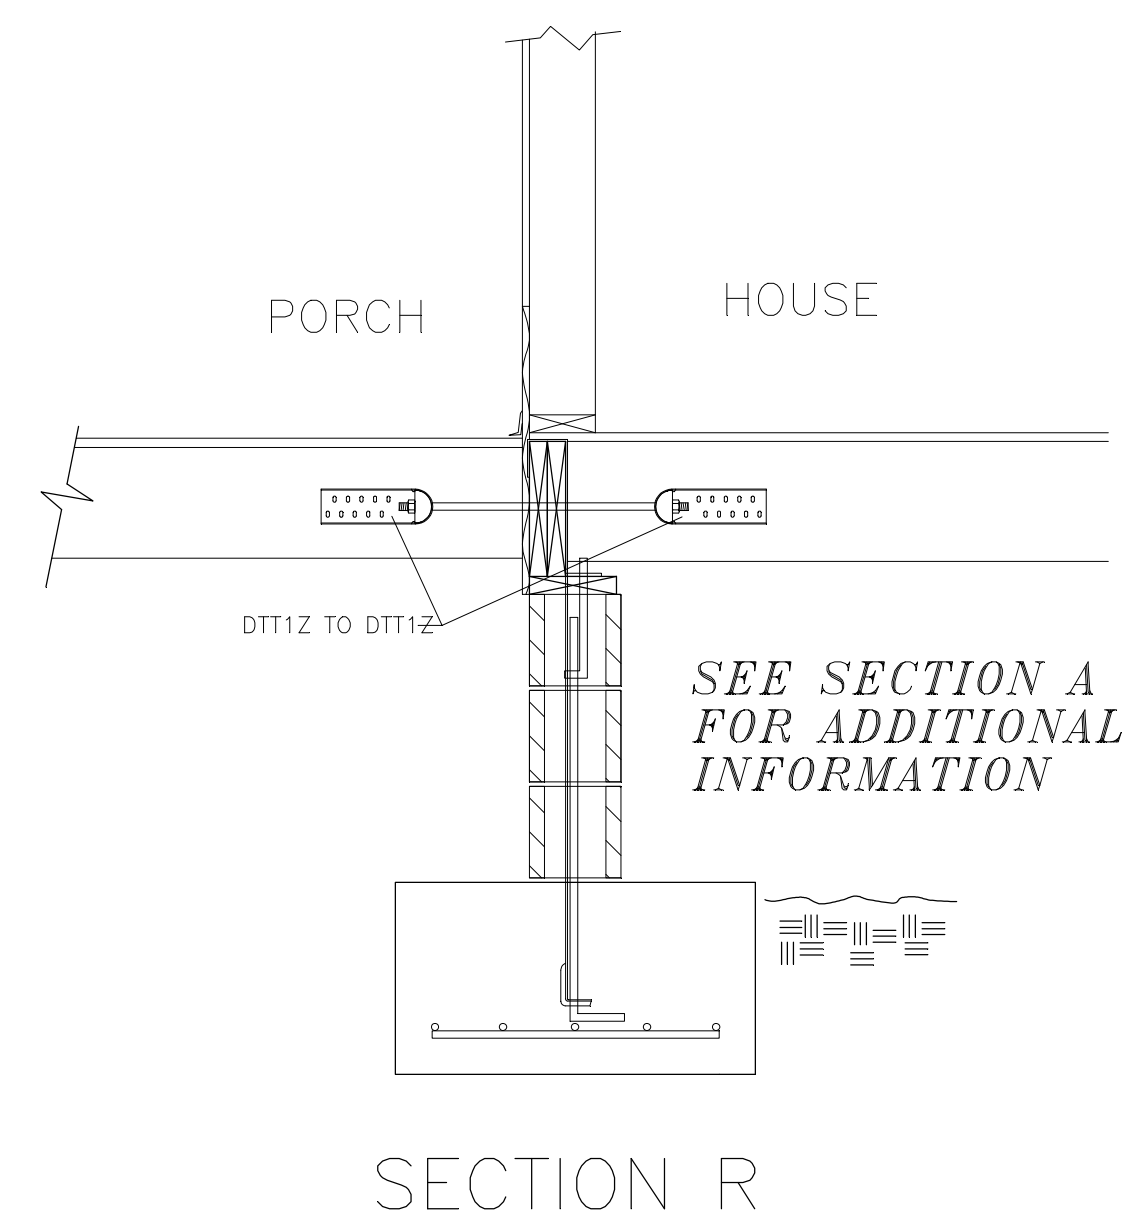 PORCH
HOUSE
DTT1Z TO DTT1Z
SEE SECTION A
FOR ADDITIONAL
INFORMATION
SECTION R